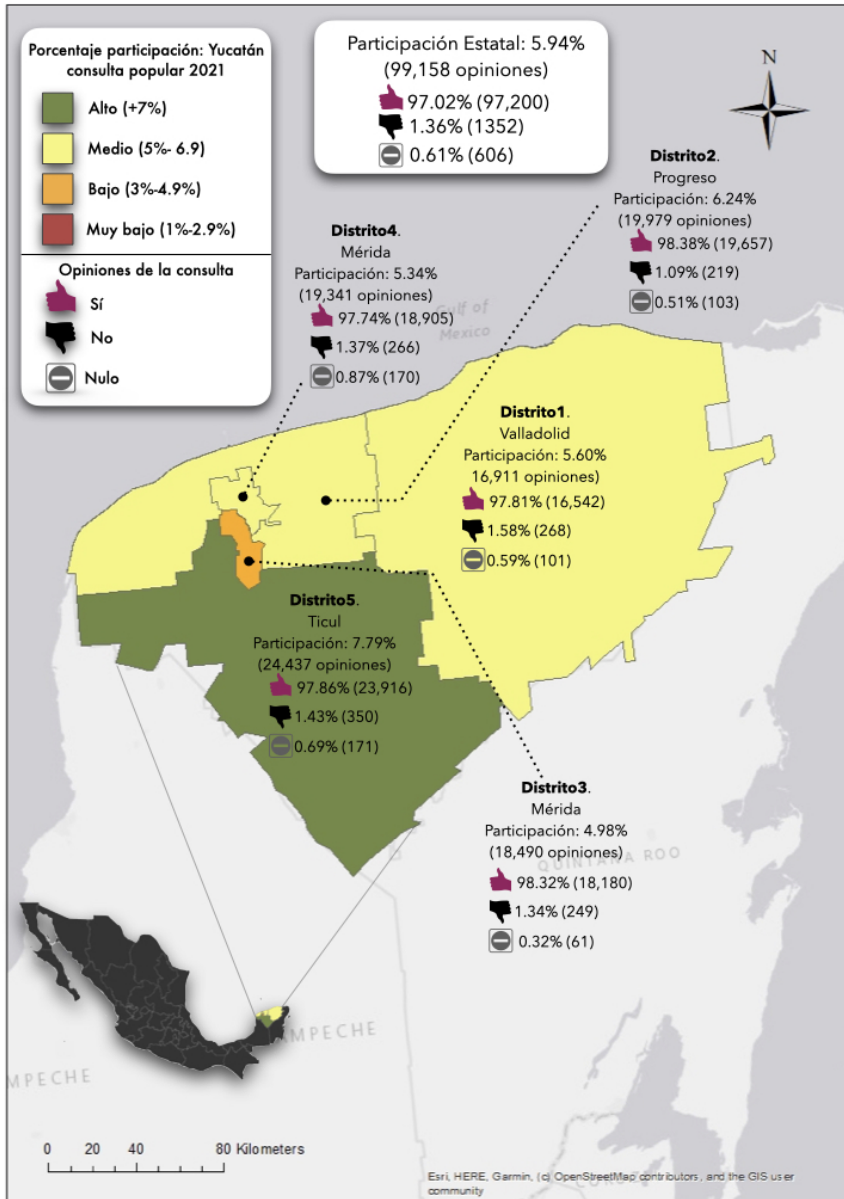 Porcentaje participación: Yucatán
consulta popular 2021
Alto (+7%)
Medio (5%- 6.9)
Bajo (3%-4.9%)
Muy bajo (1%-2.9%)
Opiniones de la consulta
Sí
No
Nulo
Participación Estatal: 5.94%
(99,158 opiniones)
97.02% (97,200)
1.36% (1352)
0.61% (606)
N
Distrito2.
Progreso
Participación: 6.24%
(19,979 opiniones)
98.38% (19,657)
1.09% (219)
0.51% (103)
Distrito4.
Mérida
Participación: 5.34%
(19,341 opiniones)
97.74% (18,905)
1.37% (266)
0.87% (170)
Gulf of
Mexico
Distrito1.
Valladolid
Participación: 5.60%
16,911 opiniones)
97.81% (16,542)
1.58% (268)
0.59% (101)
Distrito5.
Ticul
Participación: 7.79%
(24,437 opiniones)
97.86% (23,916)
1.43% (350)
0.69% (171)
Distrito3.
Mérida
Participación: 4.98%
(18,490 opiniones)
98.32% (18,180)
1.34% (249)
0.32% (61)
QUINTANA ROO
AMPECHE
AMPECHE
0 20 40 80 Kilometers
Esri, HERE, Garmin, (c) OpenStreetMap contributors, and the GIS user
community